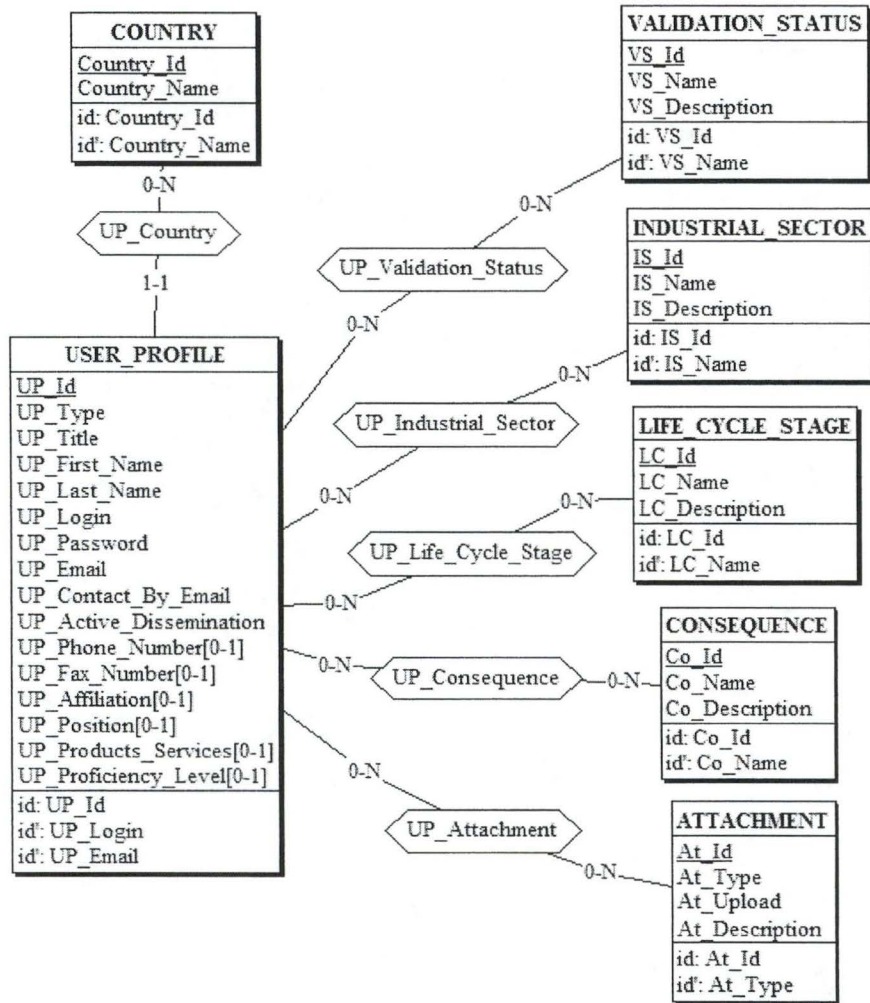 COUNTRY
Country_Id
Country_Name
id: Country_Id
id': Country_Name
0-N
UP_Country
1-1
USER_PROFILE
UP_Id
UP_Type
UP_Title
UP_First_Name
UP_Last_Name
UP_Login
UP_Password
UP_Email
UP_Contact_By_Email
UP_Active_Dissemination
UP_Phone_Number[0-1]
UP_Fax_Number[0-1]
UP_Affiliation[0-1]
UP_Position[0-1]
UP_Products_Services[0-1]
UP_Proficiency_Level[0-1]
id: UP_Id
id': UP_Login
id': UP_Email
0-N
UP_Validation_Status
0-N
VALIDATION_STATUS
VS_Id
VS_Name
VS_Description
id: VS_Id
id': VS_Name
0-N
UP_Industrial_Sector
0-N
INDUSTRIAL_SECTOR
IS_Id
IS_Name
IS_Description
id: IS_Id
id': IS_Name
0-N
UP_Life_Cycle_Stage
0-N
LIFE_CYCLE_STAGE
LC_Id
LC_Name
LC_Description
id: LC_Id
id': LC_Name
0-N
UP_Consequence
0-N
CONSEQUENCE
Co_Id
Co_Name
Co_Description
id: Co_Id
id': Co_Name
0-N
UP_Attachment
0-N
ATTACHMENT
At_Id
At_Type
At_Upload
At_Description
id: At_Id
id': At_Type